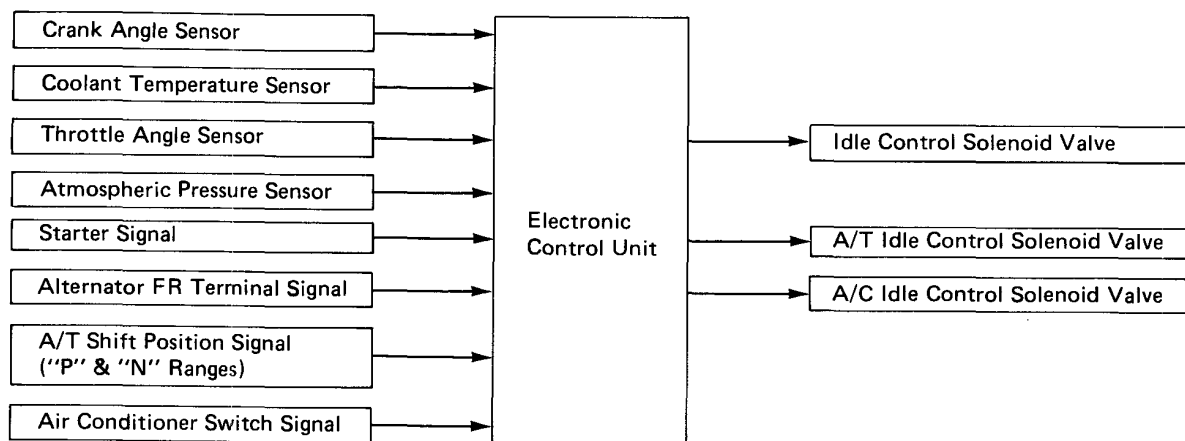 Crank Angle Sensor
Coolant Temperature Sensor
Throttle Angle Sensor
Atmospheric Pressure Sensor
Starter Signal
Alternator FR Terminal Signal
A/T Shift Position Signal
("P" & "N" Ranges)
Air Conditioner Switch Signal
Electronic
Control Unit
Idle Control Solenoid Valve
A/T Idle Control Solenoid Valve
A/C Idle Control Solenoid Valve